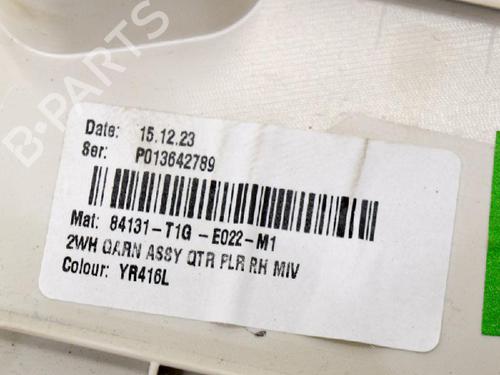 B-PARTS
Date: 15.12.23
Ser: P013642789
Mat: 84131-T1G -E022-M1
2WH GARN ASSY QTR PLR RH MIV
Colour: YR416L